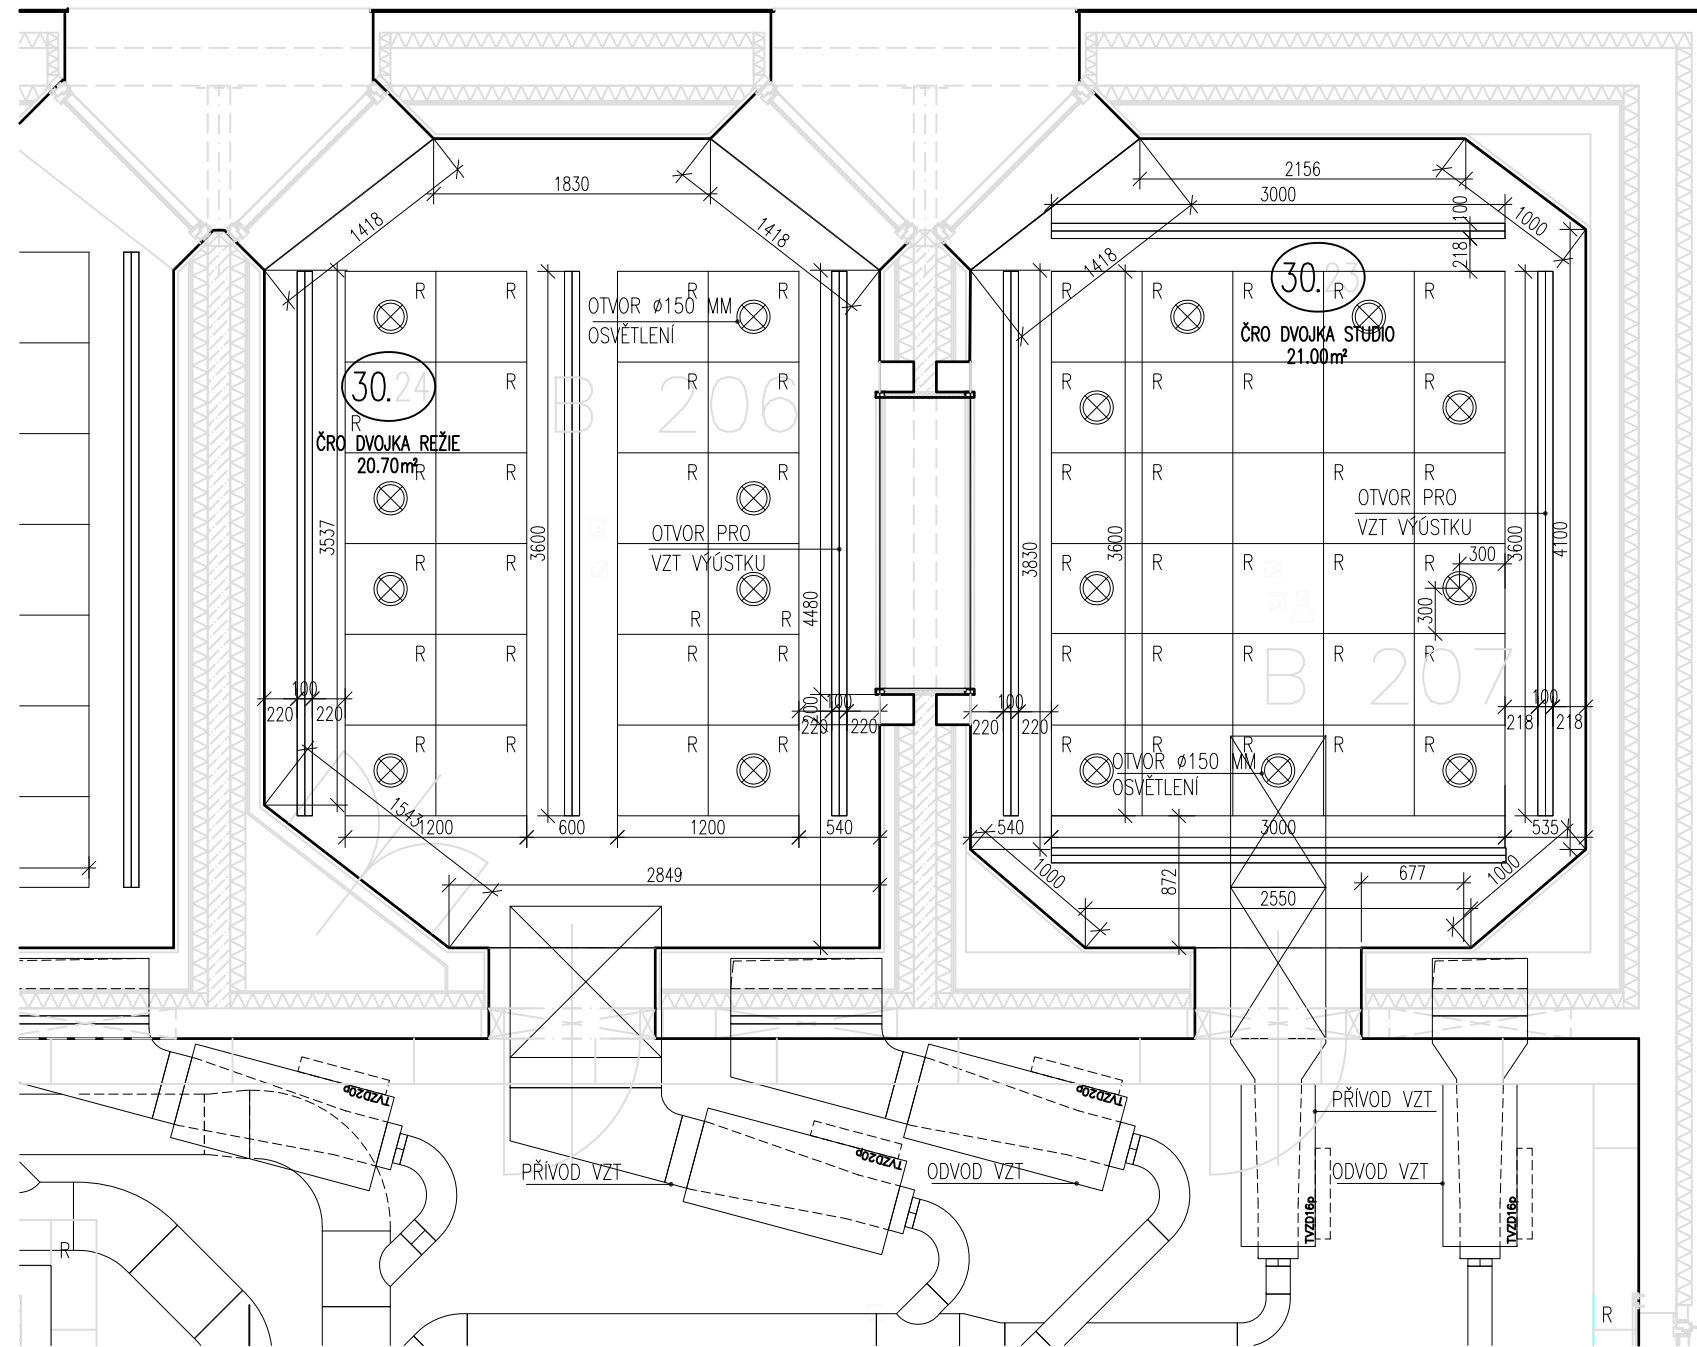 2156
1830
3000
1418
1418
1418
1000
100
218
30.23
ČRO DVOJKA STUDIO
21.00m²
R R R R
R R R R R
OTVOR ø150 MM
OSVĚTLENÍ
30.24
B 206
R R R
R R R
R
ČRO DVOJKA REŽIE
20.70m²
R R R R
R R R R
OTVOR PRO
VZT VÝÚSTKU
OTVOR PRO
VZT VÝÚSTKU
3537
3600
3830
3600
3600
4100
300
R R R R
R R R R R
300
4480
R R
R R R R
R R R R R
B 207
100
220 220
200
100
220 220
100
220 220
100
218 218
R R R R
R R R R R
OTVOR ø150 MM
OSVĚTLENÍ
1543
1200
600
1200
540
540
3000
535
2849
1000
872
677
1000
2550
TVZD20p
TVZD20p
TVZD20p
PŘÍVOD VZT
PŘÍVOD VZT
ODVOD VZT
ODVOD VZT
TVZD16p
TVZD16p
R
R